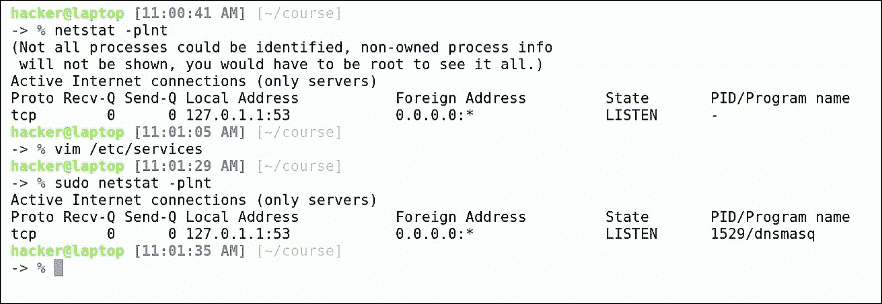 hacker@laptop [11:00:41 AM] [~/course]
-> % netstat -plnt
(Not all processes could be identified, non-owned process info
 will not be shown, you would have to be root to see it all.)
Active Internet connections (only servers)
Proto Recv-Q Send-Q Local Address           Foreign Address         State       PID/Program name
tcp        0      0 127.0.1.1:53            0.0.0.0:*               LISTEN      -
hacker@laptop [11:01:05 AM] [~/course]
-> % vim /etc/services
hacker@laptop [11:01:29 AM] [~/course]
-> % sudo netstat -plnt
Active Internet connections (only servers)
Proto Recv-Q Send-Q Local Address           Foreign Address         State       PID/Program name
tcp        0      0 127.0.1.1:53            0.0.0.0:*               LISTEN      1529/dnsmasq
hacker@laptop [11:01:35 AM] [~/course]
-> %